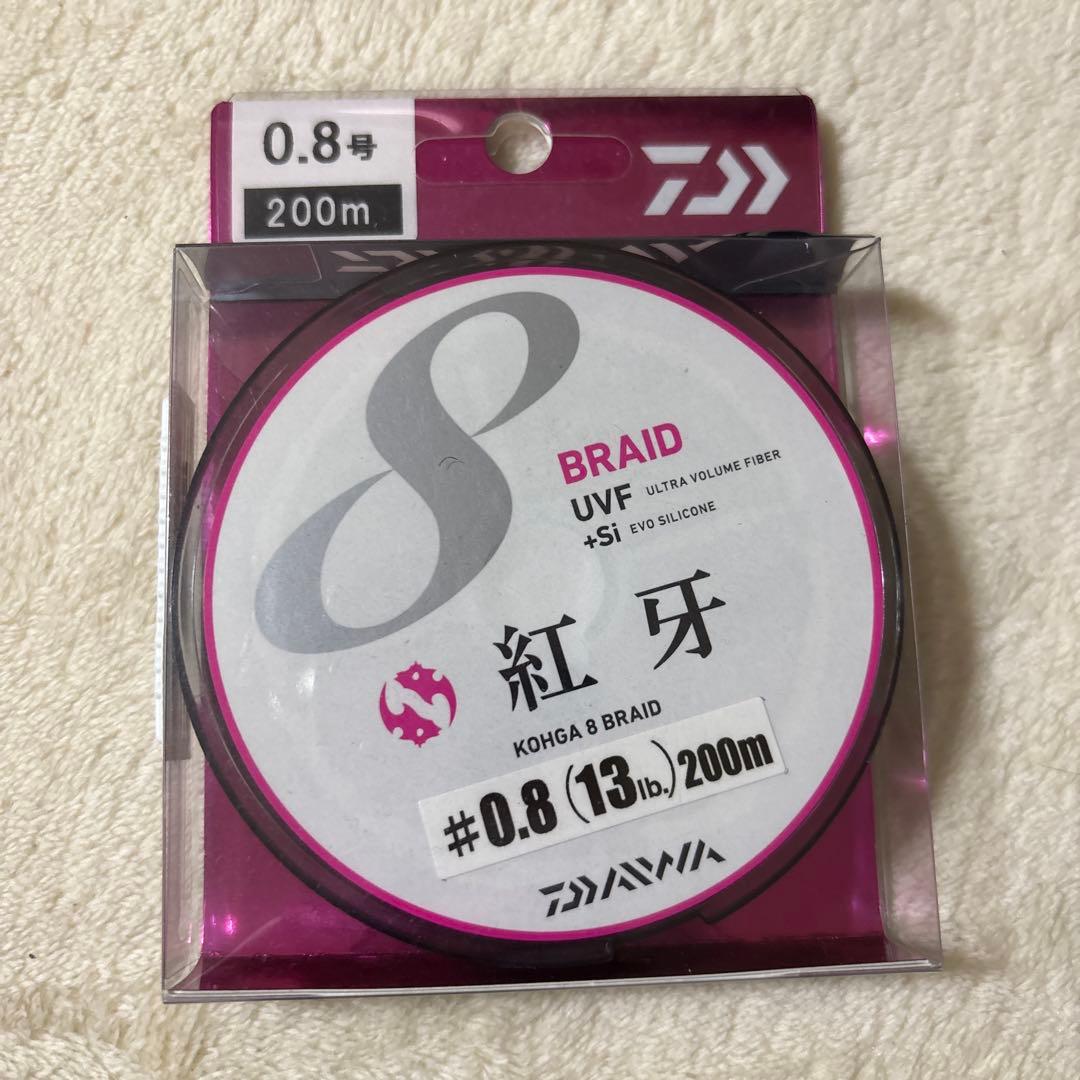 0.8号
200m
8
BRAID
UVF ULTRA VOLUME FIBER
+Si EVO SILICONE
紅牙
KOHGA 8 BRAID
#0.8(13lb.)200m
DAIWA